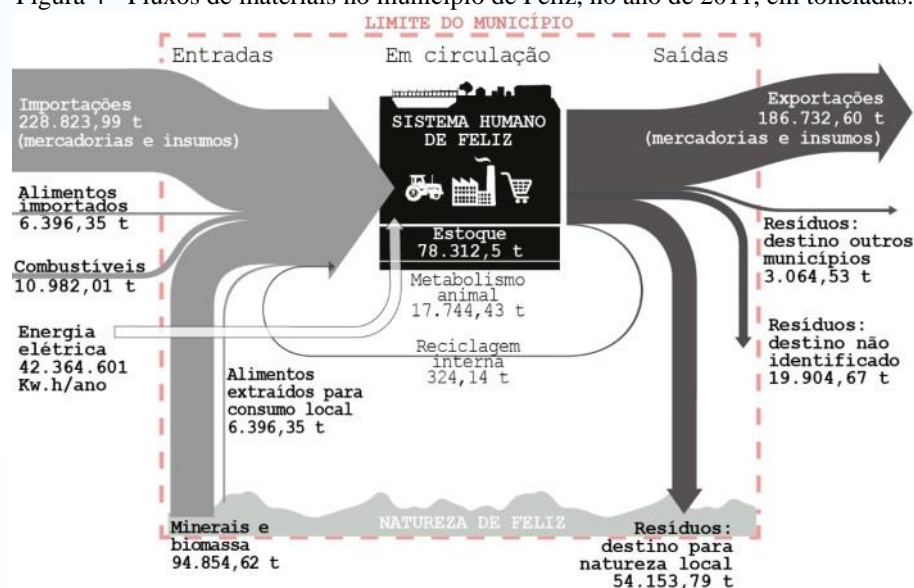 Figura 4 - Fluxos de materiais no município de Feliz, no ano de 2011, em toneladas.
LIMITE DO MUNICÍPIO
Entradas
Em circulação
Saídas
Importações
228.823,99 t
(mercadorias e insumos)
SISTEMA HUMANO
DE FELIZ
Exportações
186.732,60 t
(mercadorias e insumos)
Alimentos
importados
6.396,35 t
Estoque
78.312,5 t
Resíduos:
destino outros
municípios
3.064,53 t
Combustíveis
10.982,01 t
Metabolismo
animal
17.744,43 t
Energia
elétrica
42.364.601
Kw.h/ano
Reciclagem
interna
324,14 t
Resíduos:
destino não
identificado
19.904,67 t
Alimentos
extraídos para
consumo local
6.396,35 t
NATUREZA DE FELIZ
Minerais e
biomassa
94.854,62 t
Resíduos:
destino para
natureza local
54.153,79 t